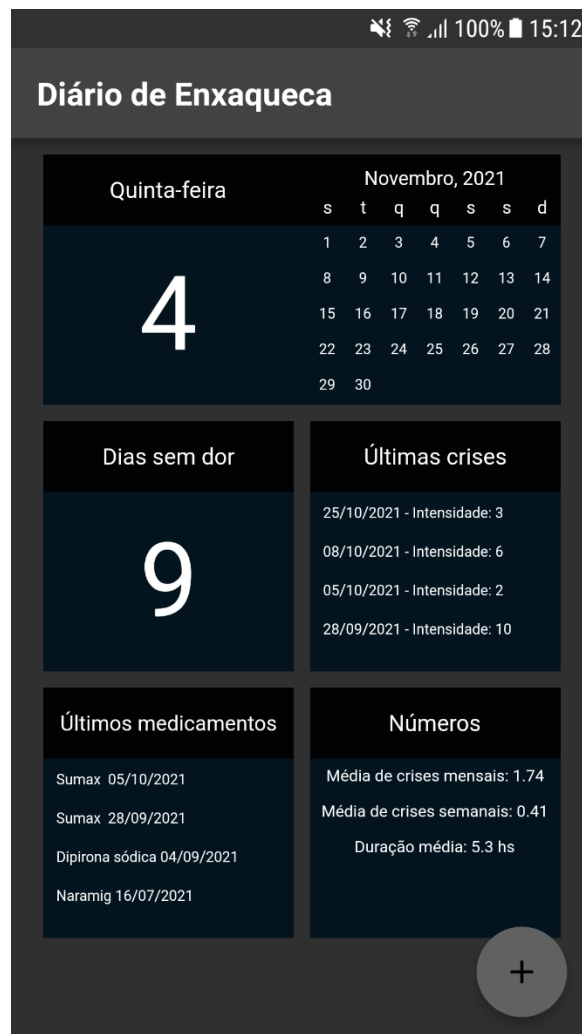 100% 15:12
Diário de Enxaqueca
Quinta-feira
4
Novembro, 2021
s t q q s s d
1 2 3 4 5 6 7
8 9 10 11 12 13 14
15 16 17 18 19 20 21
22 23 24 25 26 27 28
29 30
Dias sem dor
9
Últimas crises
25/10/2021 - Intensidade: 3
08/10/2021 - Intensidade: 6
05/10/2021 - Intensidade: 2
28/09/2021 - Intensidade: 10
Últimos medicamentos
Sumax 05/10/2021
Sumax 28/09/2021
Dipirona sódica 04/09/2021
Naramig 16/07/2021
Números
Média de crises mensais: 1.74
Média de crises semanais: 0.41
Duração média: 5.3 hs
+